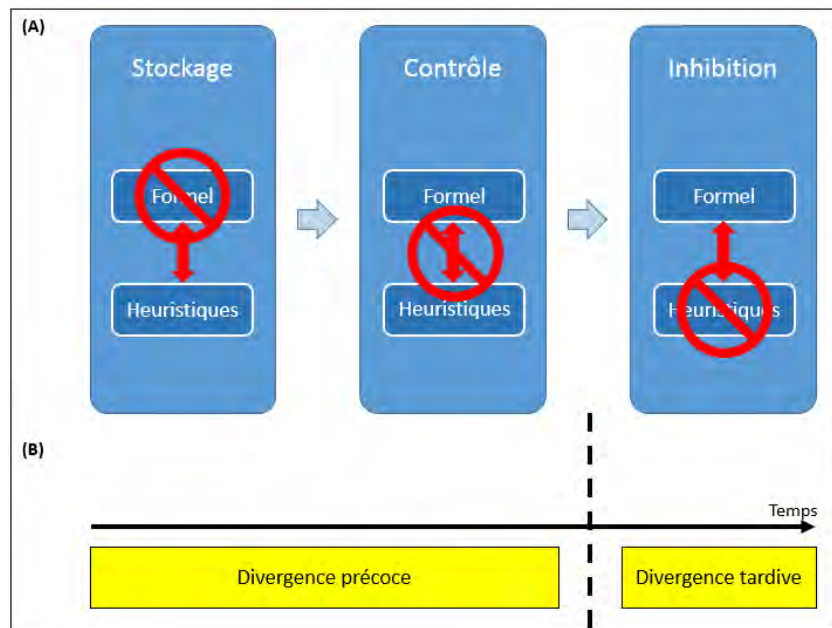 (A)
Stockage
Contrôle
Inhibition
Formel
Formel
Formel
Heuristiques
Heuristiques
Heuristiques
(B)
Temps
Divergence précoce
Divergence tardive